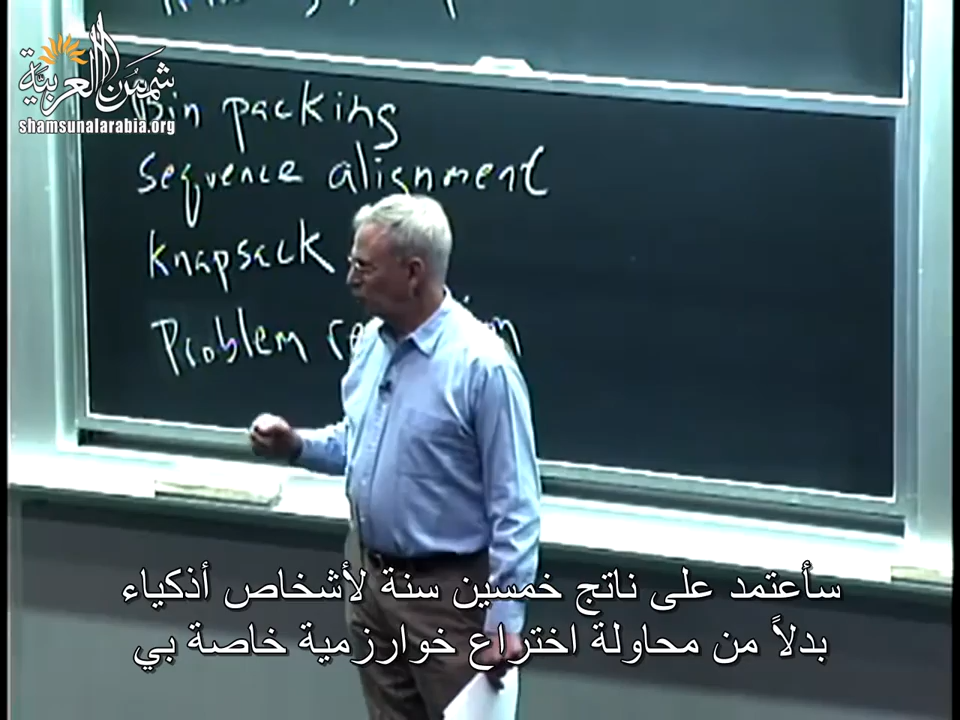 شمس العربية
shamsunalarabia.org
Bin packing
sequence alignment
knapsack
Problem re
سأعتمد على ناتج خمسين سنة لأشخاص أذكياء
بدلاً من محاولة اختراع خوارزمية خاصة بي